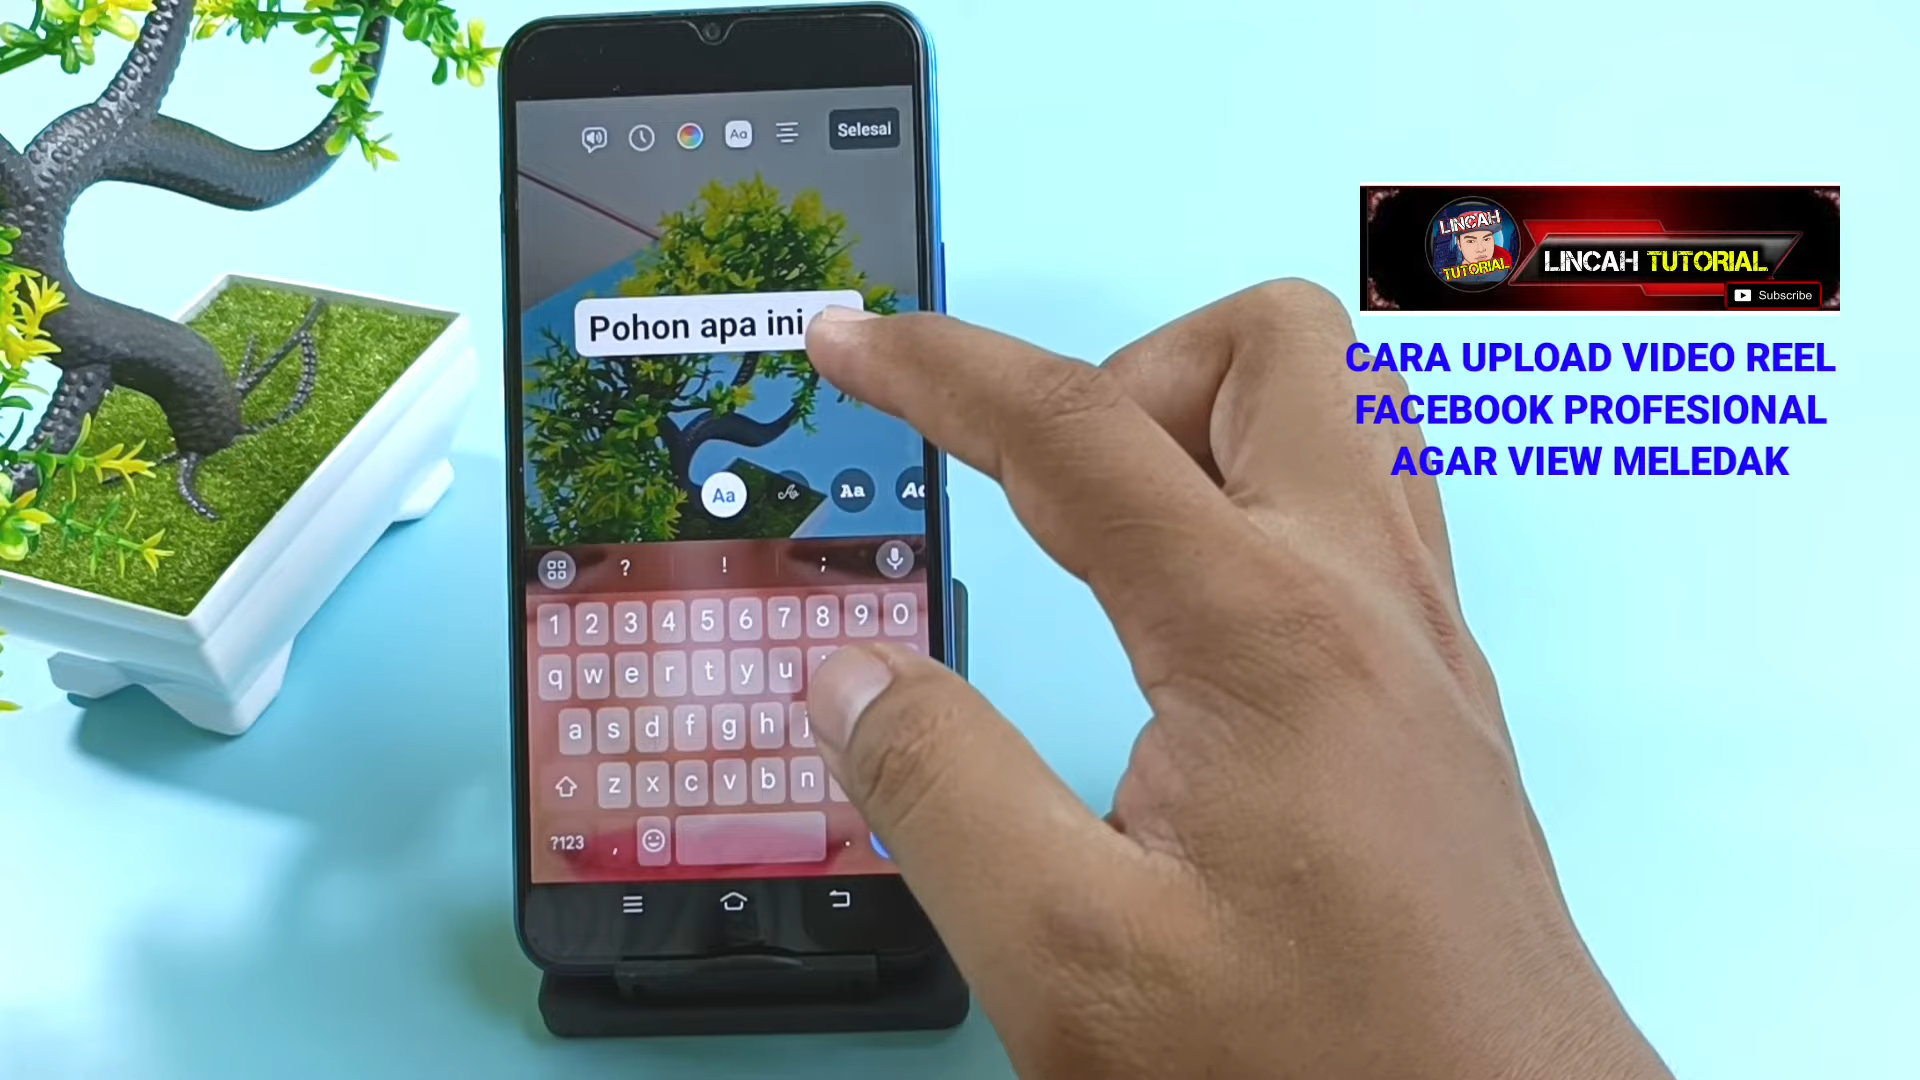 Selesai
Aa
Pohon apa ini
Aa
Aa
? ! ;
1 2 3 4 5 6 7 8 9 0
q w e r t y u
a s d f g h j
z x c v b n
?123 , .
LINCAH
TUTORIAL
LINCAH TUTORIAL
Subscribe
CARA UPLOAD VIDEO REEL
FACEBOOK PROFESIONAL
AGAR VIEW MELEDAK